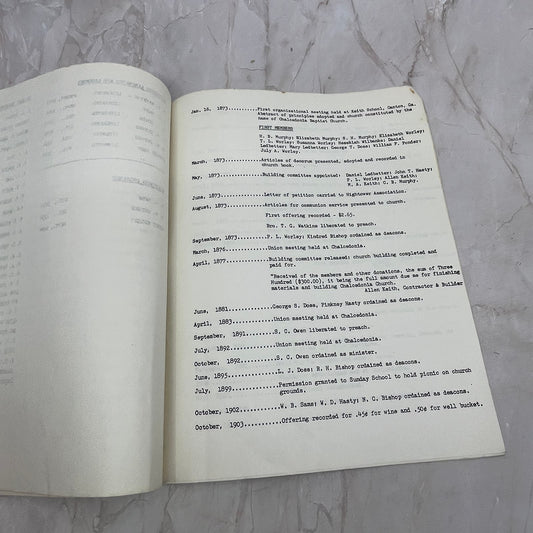 Jan. 18, 1873...........First organizational meeting held at Keith School, Canton, Ga.
Abstract of principles adopted and church constituted by the
name of Chalcedonia Baptist Church.
FIRST MEMBERS
H. B. Murphy; Elizabeth Murphy; S. H. Murphy; Elizabeth Worley;
T. L. Worley; Susanna Worley; Hezekiah Wilbanks; Daniel
Ledbetter; Mary Ledbetter; George T. Doss; William P. Ponder;
July A. Worley.
March, 1873.............Articles of decorum presented, adopted and recorded in
church book.
May, 1873...............Building committee appointed: Daniel Ledbetter; John T. Hasty;
P. L. Worley; Allen Keith;
M. A. Keith; C. B. Murphy.
June, 1873..............Letter of petition carried to Hightower Association.
August, 1873............Articles for communion service presented to church.
First offering recorded - $2.65.
Bro. T. G. Watkins liberated to preach.
September, 1873.........P. L. Worley; Kindred Bishop ordained as deacons.
March, 1876.............Union meeting held at Chalcedonia.
April, 1877.............Building committee released; church building completed and
paid for.
"Received of the members and other donations, the sum of Three
Hundred ($300.00), it being the full amount due as for finishing
materials and building Chalcedonia Church.
Allen Keith, Contractor & Builder
June, 1881..............George S. Doss, Pinkney Hasty ordained as deacons.
April, 1883.............Union meeting held at Chalcedonia.
September, 1891.........S. C. Owen liberated to preach.
July, 1892..............Union meeting held at Chalcedonia.
October, 1892...........S. C. Owen ordained as minister.
June, 1895..............L. J. Doss; R. H. Bishop ordained as deacons.
July, 1899..............Permission granted to Sunday School to hold picnic on church
grounds.
October, 1902...........W. B. Sams; W. D. Hasty; N. C. Bishop ordained as deacons.
October, 1903...........Offering recorded for .45¢ for wine and .50¢ for well bucket.